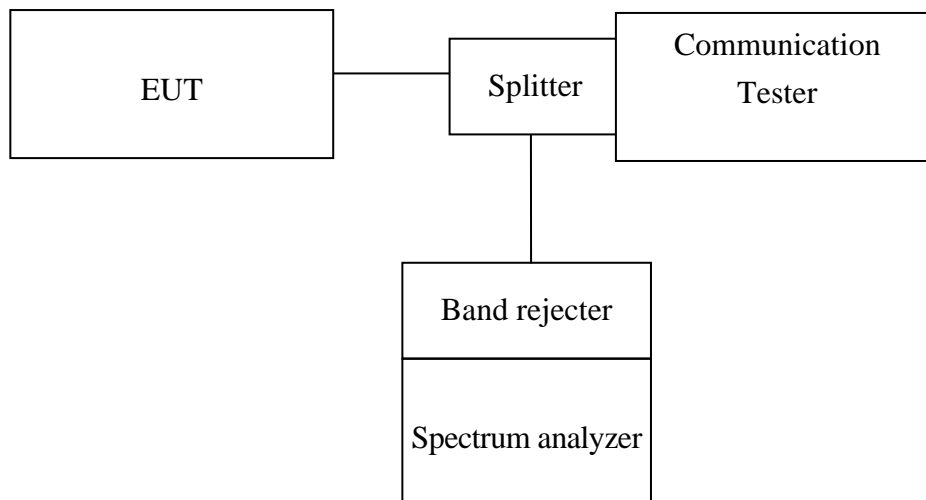 EUT
Splitter
Communication
Tester
Band rejecter
Spectrum analyzer